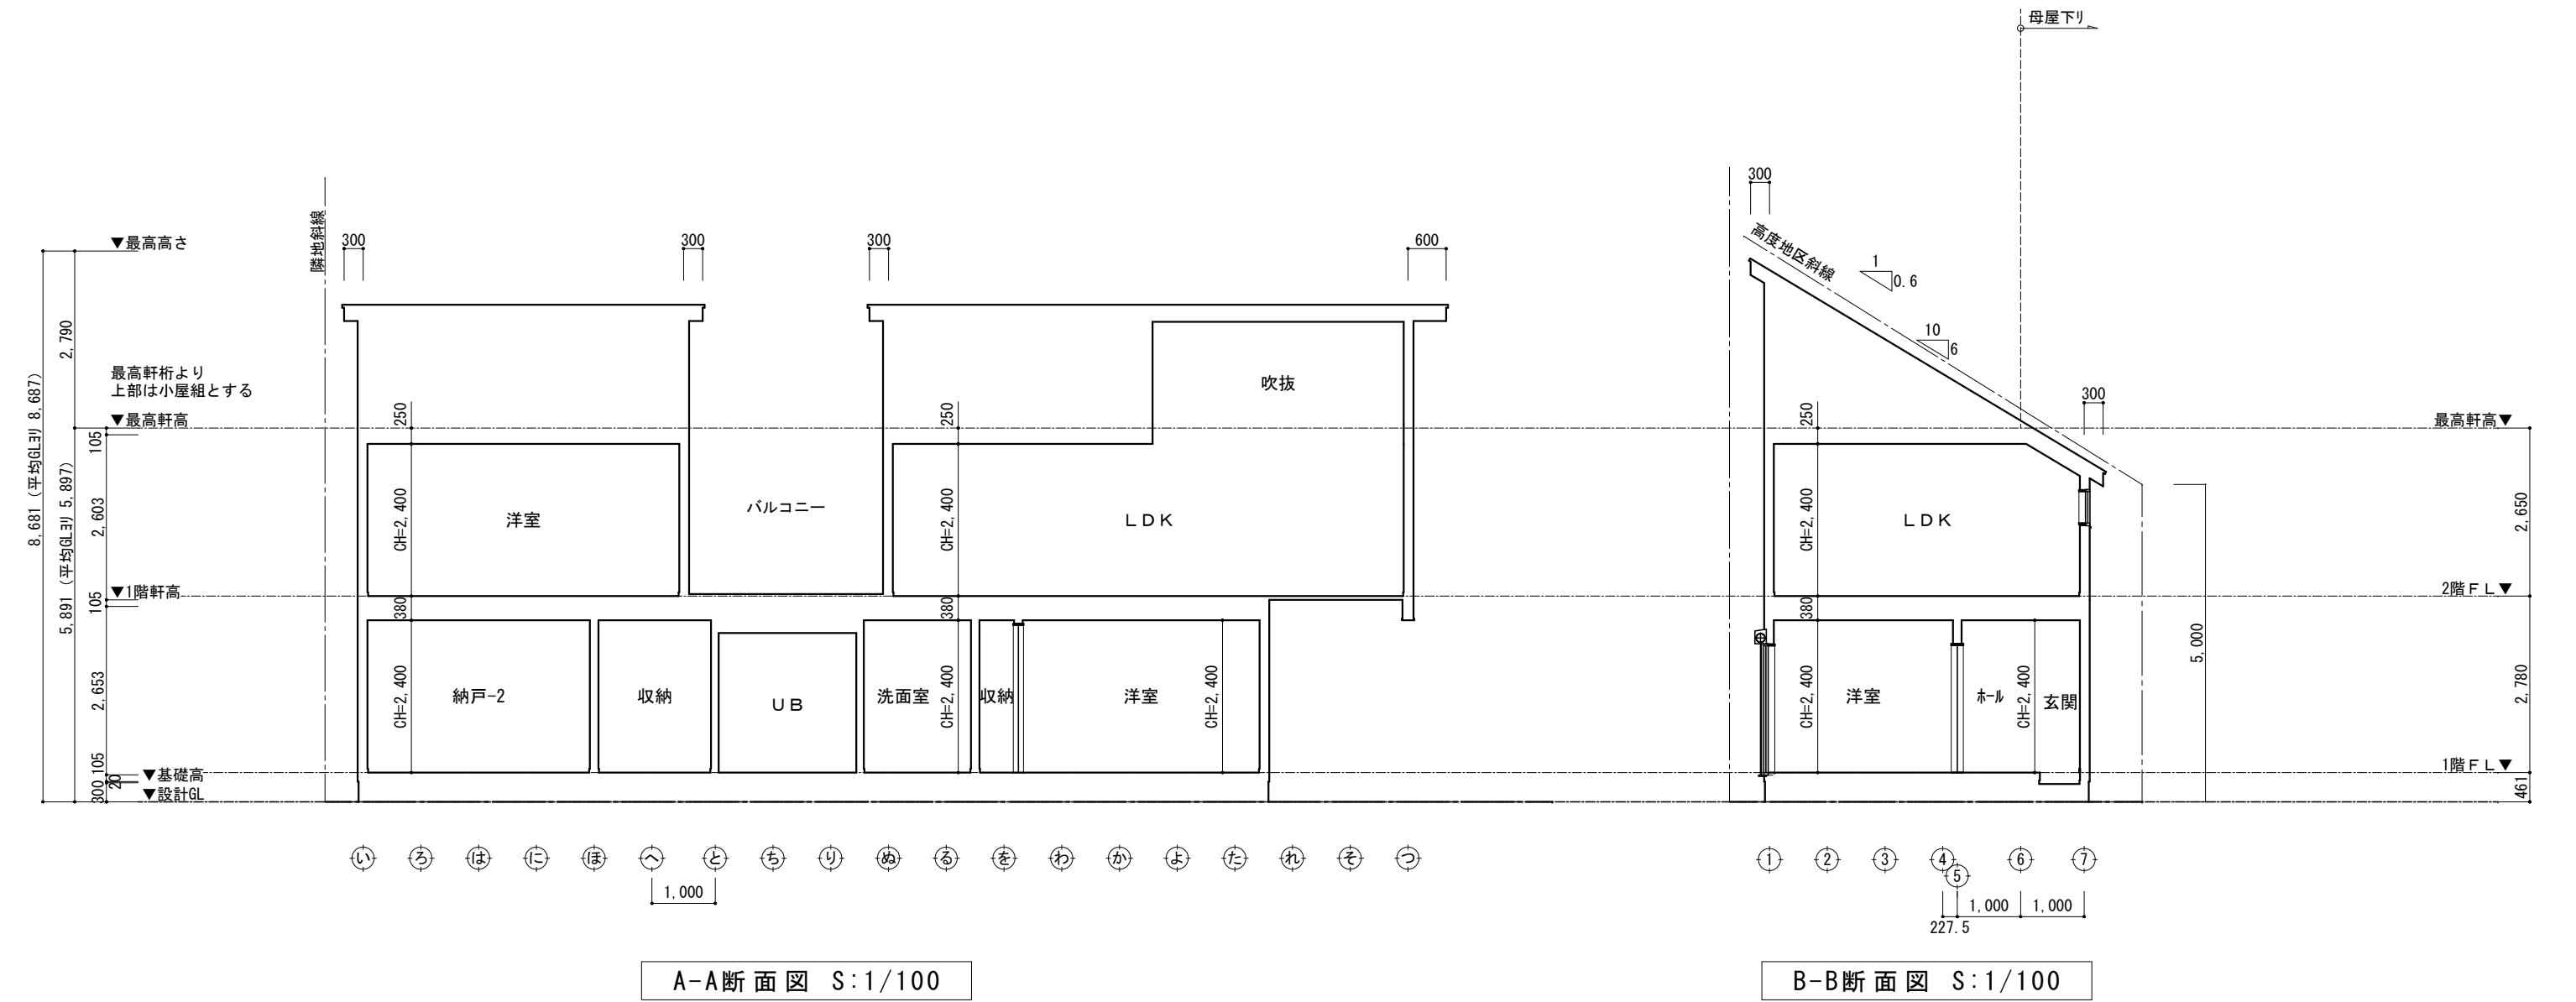 母屋下り
300
高度地区斜線
1
0.6
10
6
300
隣地斜線
▼最高高さ
300
300
300
600
2,790
8,681 (平均GLヨリ 8,687)
最高軒桁より
上部は小屋組とする
▼最高軒高
最高軒高▼
105
250
250
250
吹抜
5,891 (平均GLヨリ 5,897)
2,603
CH=2,400
洋室
バルコニー
CH=2,400
ＬＤＫ
CH=2,400
ＬＤＫ
2,650
▼1階軒高
2階ＦＬ▼
105
380
380
380
5,000
2,653
CH=2,400
納戸-2
収納
ＵＢ
洗面室
CH=2,400
収納
洋室
CH=2,400
CH=2,400
洋室
ホール
CH=2,400
玄関
2,780
105
▼基礎高
1階ＦＬ▼
20
300
▼設計GL
461
い ろ は に ほ へ と ち り ぬ る を わ か よ た れ そ つ
1 2 3 4 5 6 7
1,000
1,000
1,000
227.5
A-A断面図 S:1/100
B-B断面図 S:1/100